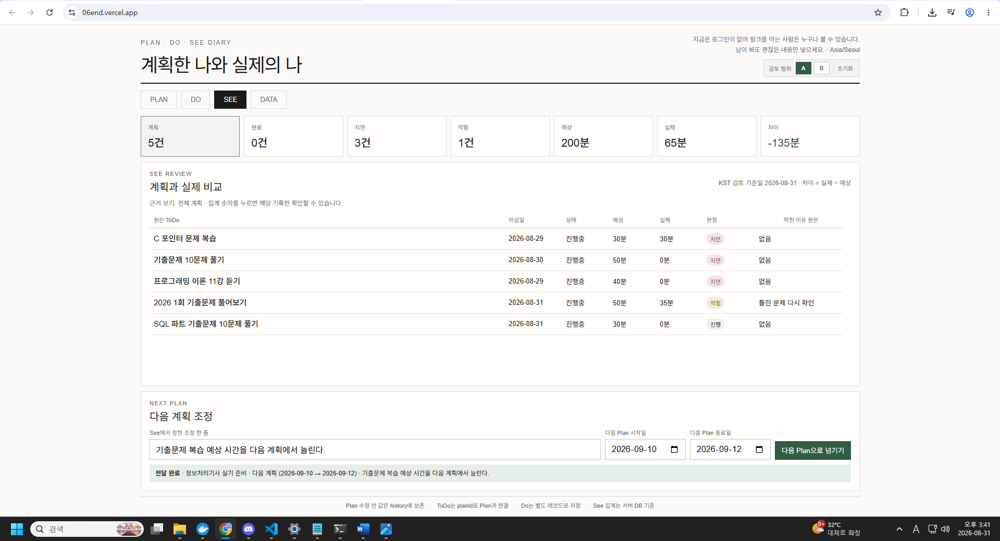 06end.vercel.app
PLAN · DO · SEE DIARY
계획한 나와 실제의 나
지금은 로그인이 없어 링크를 아는 사람은 누구나 볼 수 있습니다.
남이 봐도 괜찮은 내용만 넣으세요. · Asia/Seoul
검토 범위 A B 초기화
PLAN DO SEE DATA
계획 완료 지연 막힘 예상 실제 차이
5건 0건 3건 1건 200분 65분 -135분
SEE REVIEW
계획과 실제 비교
KST 검토 기준일 2026-08-31 · 차이 = 실제 − 예상
근거 보기: 전체 계획 · 집계 숫자를 누르면 해당 기록만 확인할 수 있습니다.
원본 ToDo 마감일 상태 예상 실제 판정 막힌 이유 원본
C 포인터 문제 복습 2026-08-29 진행중 30분 30분 지연 없음
기출문제 10문제 풀기 2026-08-30 진행중 50분 0분 지연 없음
프로그래밍 이론 11강 듣기 2026-08-29 진행중 40분 0분 지연 없음
2026 1회 기출문제 풀어보기 2026-08-31 진행중 50분 35분 막힘 틀린 문제 다시 확인
SQL 파트 기출문제 10문제 풀기 2026-08-31 진행중 30분 0분 진행 없음
NEXT PLAN
다음 계획 조정
See에서 정한 조정 한 줄 다음 Plan 시작일 다음 Plan 종료일
기출문제 복습 예상 시간을 다음 계획에서 늘린다. 2026-09-10 2026-09-12 다음 Plan으로 넘기기
전달 완료 · 정보처리기사 실기 준비 · 다음 계획 (2026-09-10 → 2026-09-12) · 기출문제 복습 예상 시간을 다음 계획에서 늘린다.
Plan 수정 전 값은 history에 보존 ToDo는 planId로 Plan과 연결 Do는 별도 레코드로 저장 See 집계는 서버 DB 기준
검색
9+ 32°C
대체로 화창
A
오후 3:41
2026-08-31